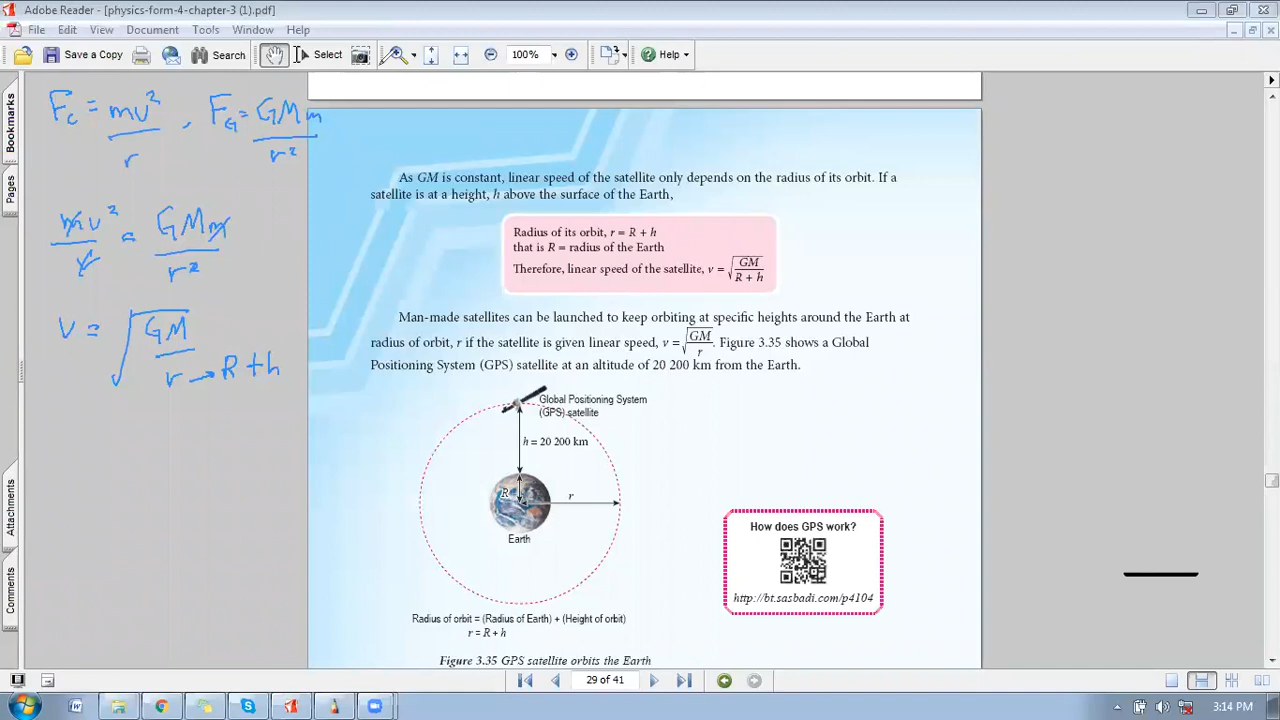 Adobe Reader - [physics-form-4-chapter-3 (1).pdf]
File Edit View Document Tools Window Help
Save a Copy Search Select 100% Help
Bookmarks
Pages
Attachments
Comments
Fc = mv² / r , FG = GMm / r²
mv² / r = GMm / r²
v = √ GM / r → R + h
As GM is constant, linear speed of the satellite only depends on the radius of its orbit. If a
satellite is at a height, h above the surface of the Earth,
Radius of its orbit, r = R + h
that is R = radius of the Earth
Therefore, linear speed of the satellite, v = √ GM / R + h
Man-made satellites can be launched to keep orbiting at specific heights around the Earth at
radius of orbit, r if the satellite is given linear speed, v = √ GM / r . Figure 3.35 shows a Global
Positioning System (GPS) satellite at an altitude of 20 200 km from the Earth.
Global Positioning System
(GPS) satellite
h = 20 200 km
R
r
Earth
Radius of orbit = (Radius of Earth) + (Height of orbit)
r = R + h
Figure 3.35 GPS satellite orbits the Earth
How does GPS work?
http://bt.sasbadi.com/p4104
29 of 41
3:14 PM